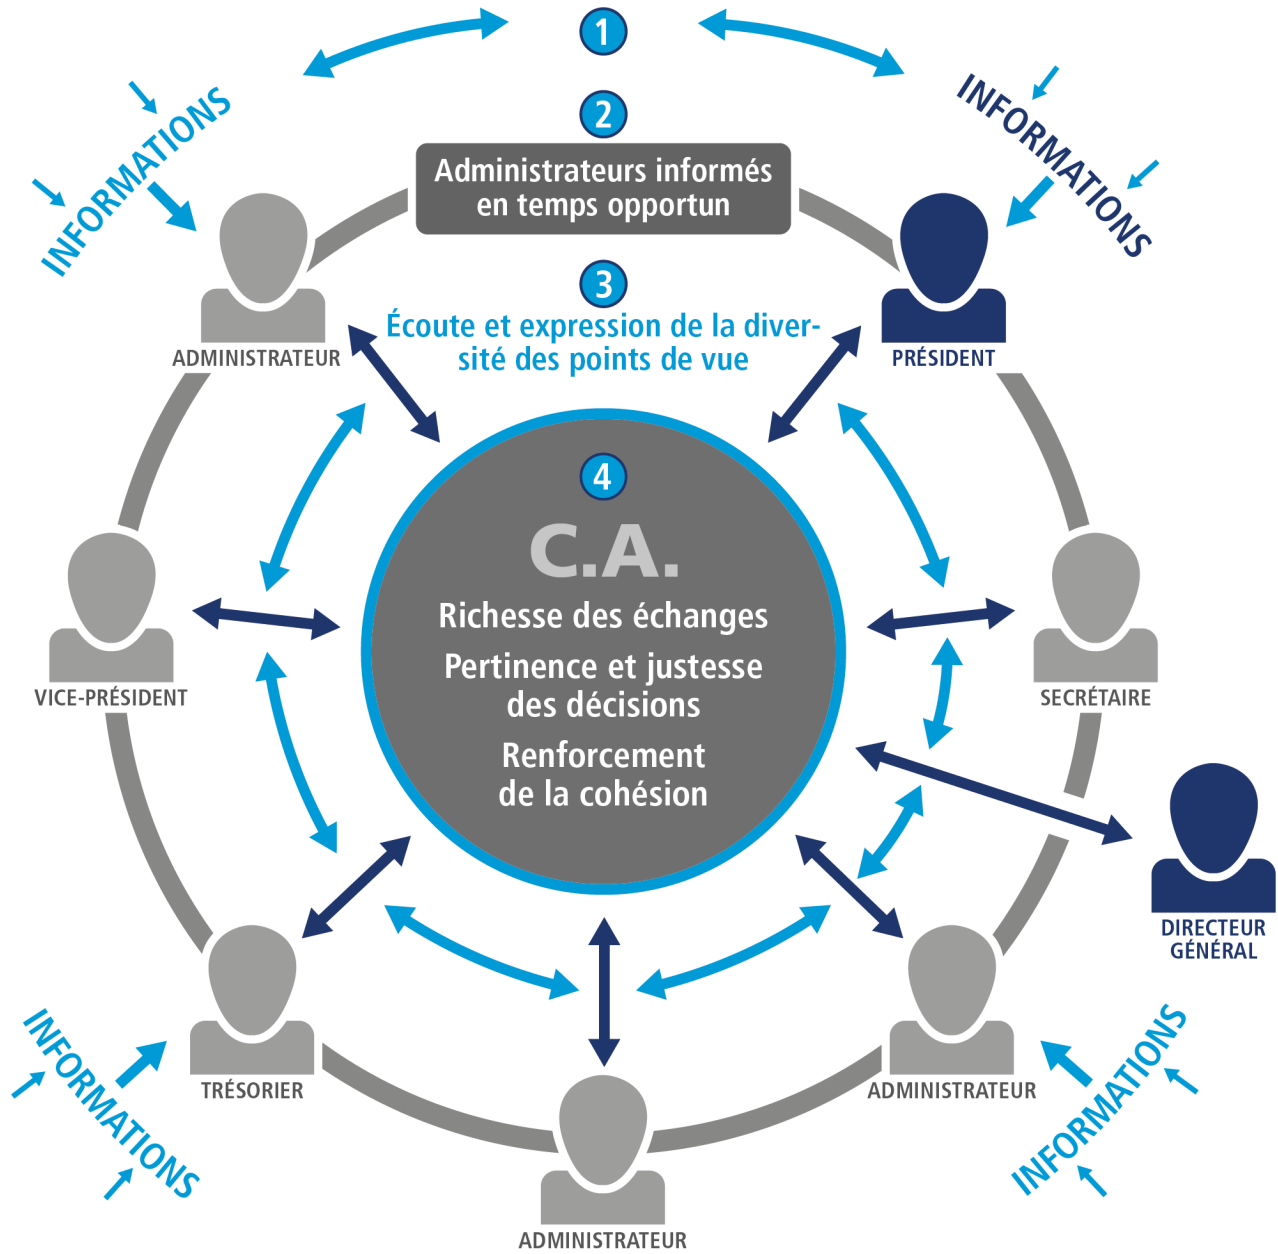 1
INFORMATIONS
INFORMATIONS
2
Administrateurs informés
en temps opportun
3
Écoute et expression de la diver-
sité des points de vue
ADMINISTRATEUR
PRÉSIDENT
4
C.A.
Richesse des échanges
Pertinence et justesse
des décisions
Renforcement
de la cohésion
VICE-PRÉSIDENT
SECRÉTAIRE
DIRECTEUR
GÉNÉRAL
INFORMATIONS
TRÉSORIER
ADMINISTRATEUR
INFORMATIONS
ADMINISTRATEUR